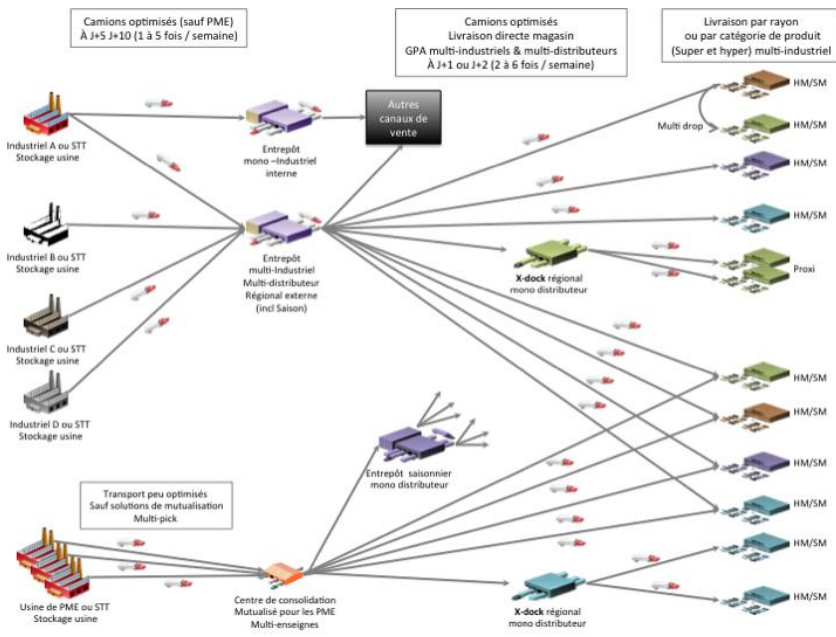 Camions optimisés (sauf PME)
À J+5 J+10 (1 à 5 fois / semaine)
Camions optimisés
Livraison directe magasin
GPA multi-industriels & multi-distributeurs
À J+1 ou J+2 (2 à 6 fois / semaine)
Livraison par rayon
ou par catégorie de produit
(Super et hyper) multi-industriel
Industriel A ou STT
Stockage usine
Entrepôt
mono –Industriel
interne
Autres
canaux de
vente
HM/SM
Multi drop
HM/SM
HM/SM
Industriel B ou STT
Stockage usine
Entrepôt
multi-Industriel
Multi-distributeur
Régional externe
(incl Saison)
HM/SM
X-dock régional
mono distributeur
Proxi
Industriel C ou STT
Stockage usine
Industriel D ou STT
Stockage usine
HM/SM
HM/SM
Entrepôt saisonnier
mono distributeur
HM/SM
Transport peu optimisés
Sauf solutions de mutualisation
Multi-pick
HM/SM
HM/SM
Usine de PME ou STT
Stockage usine
Centre de consolidation
Mutualisé pour les PME
Multi-enseignes
X-dock régional
mono distributeur
HM/SM